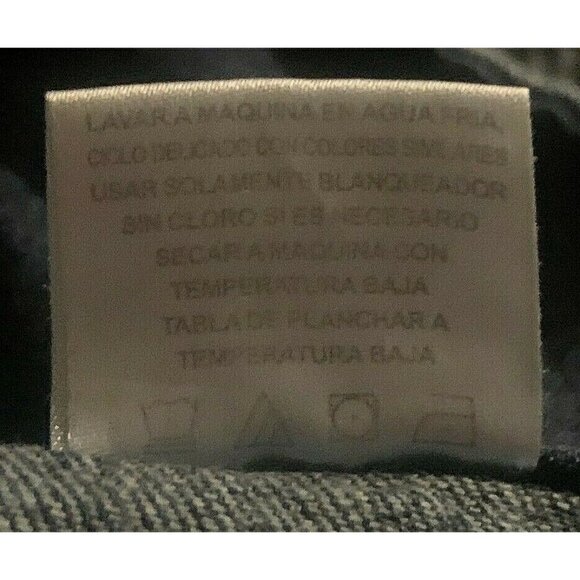 LAVAR A MAQUINA EN AGUA FRIA,
CICLO DELICADO CON COLORES SIMILARES
USAR SOLAMENTE BLANQUEADOR
SIN CLORO SI ES NECESARIO
SECAR A MAQUINA CON
TEMPERATURA BAJA
TABLA DE PLANCHAR A
TEMPERATURA BAJA